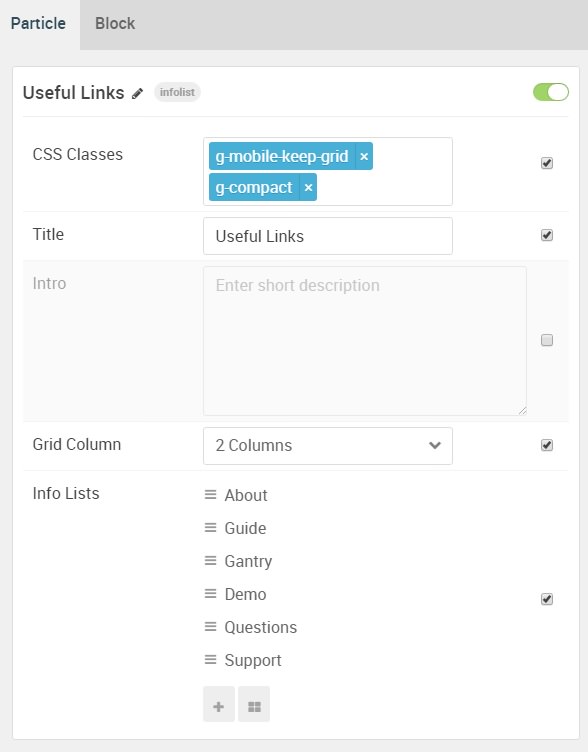 Particle Block
Useful Links infolist
CSS Classes g-mobile-keep-grid ×
g-compact ×
Title Useful Links
Intro Enter short description
Grid Column 2 Columns
Info Lists About
Guide
Gantry
Demo
Questions
Support